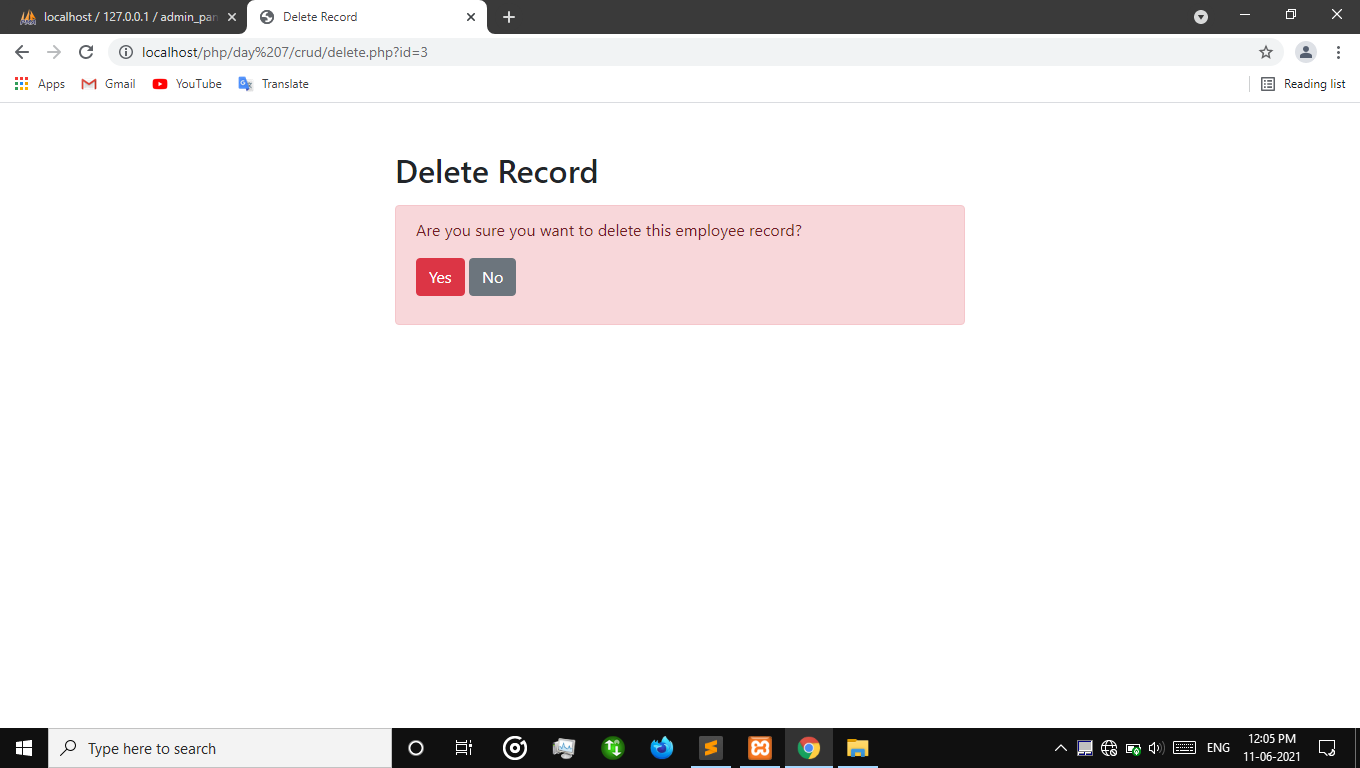 localhost / 127.0.0.1 / admin_pan
Delete Record
localhost/php/day%207/crud/delete.php?id=3
Apps
Gmail
YouTube
Translate
Reading list
Delete Record
Are you sure you want to delete this employee record?
Yes No
Type here to search
ENG
12:05 PM
11-06-2021